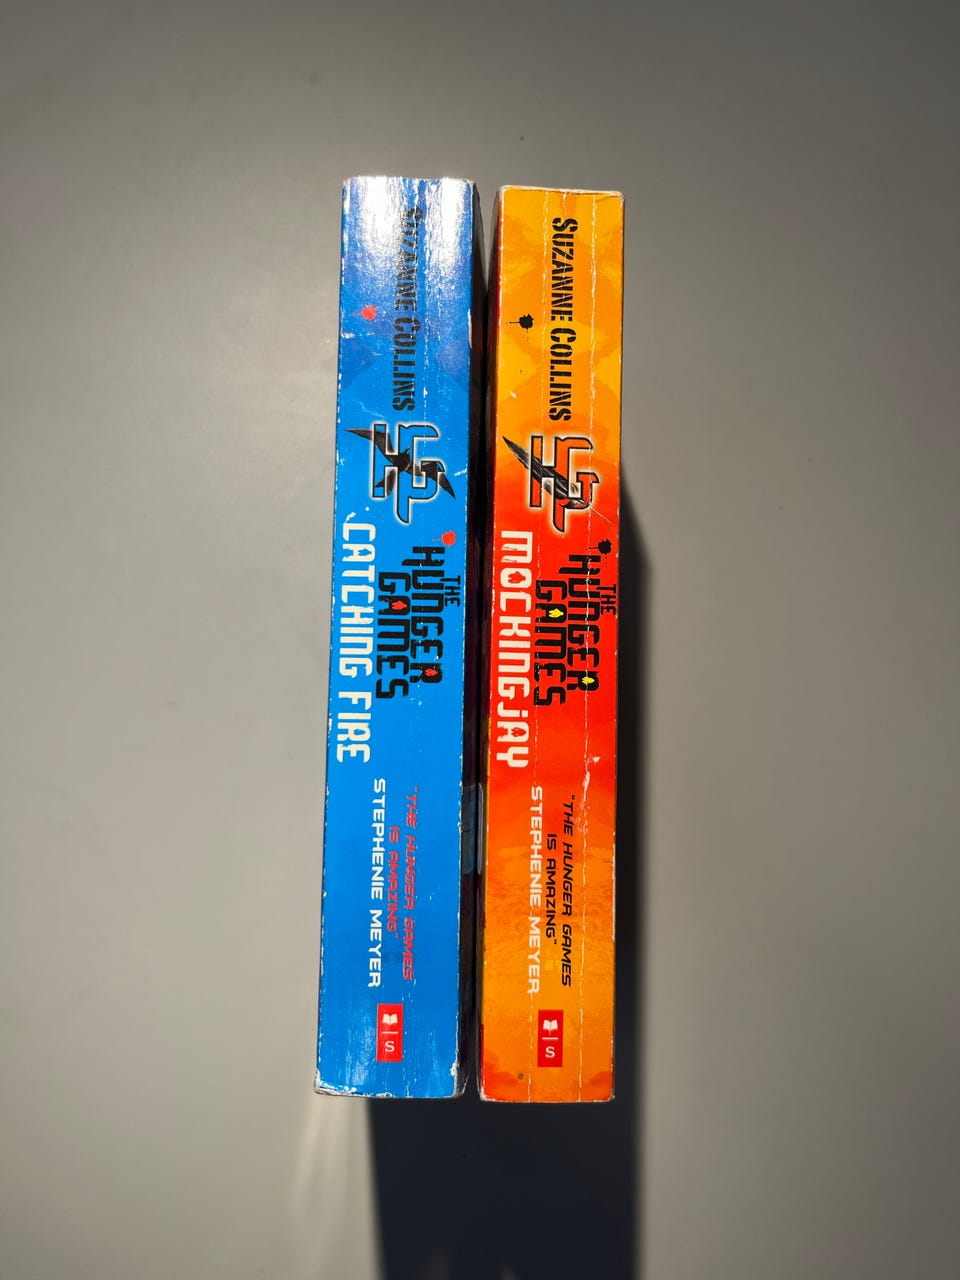 SUZANNE COLLINS
THE
HUNGER
GAMES
CATCHING FIRE
"THE HUNGER GAMES
IS AMAZING"
STEPHENIE MEYER
S
SUZANNE COLLINS
THE
HUNGER
GAMES
MOCKINGJAY
"THE HUNGER GAMES
IS AMAZING"
STEPHENIE MEYER
S